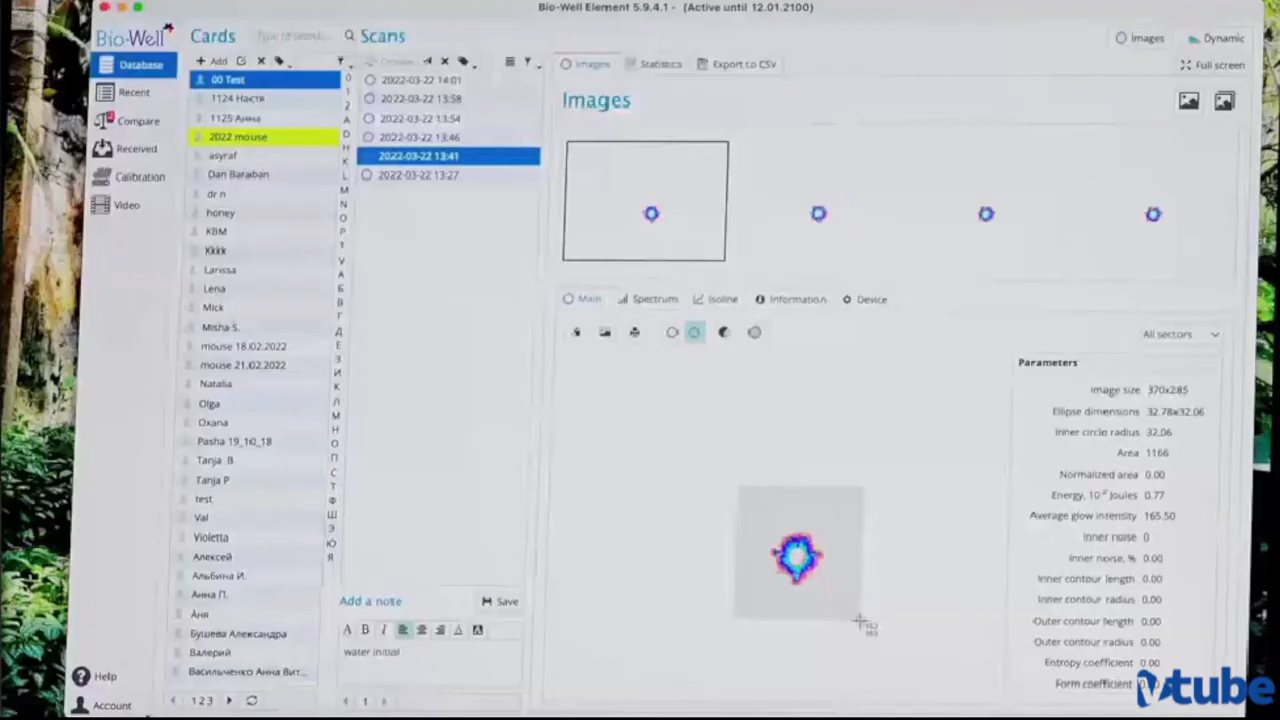 Bio-Well Element 5.9.4.1 - (Active until 12.01.2100)
Bio-Well
Cards
Type to search...
Scans
Images
Dynamic
Database
Add
Images
Statistics
Export to CSV
Full screen
Recent
Compare
Received
Calibration
Video
00 Test
1124 Настя
1125 Анна
2022 mouse
asyraf
Dan Baraban
dr n
honey
KBM
Kkkk
Larissa
Lena
Mick
Misha S.
mouse 18.02.2022
mouse 21.02.2022
Natalia
Olga
Oxana
Pasha 19_10_18
Tanja .B
Tanja P
test
Val
Violetta
Алексей
Альбина И.
Анна П.
Аня
Бушева Александра
Валерий
Васильченко Анна Вит...
0
1
2
A
D
H
K
L
M
N
O
P
T
V
А
Б
В
Г
Д
Е
З
И
К
Л
М
Н
О
П
С
Т
Ф
Ш
Э
Ю
Я
2022-03-22 14:01
2022-03-22 13:58
2022-03-22 13:54
2022-03-22 13:46
2022-03-22 13:41
2022-03-22 13:27
Images
Main
Spectrum
Isoline
Information
Device
All sectors
Parameters
Image size 370x285
Ellipse dimensions 32.78x32.06
Inner circle radius 32.06
Area 1166
Normalized area 0.00
Energy, 10⁻² Joules 0.77
Average glow intensity 165.50
Inner noise 0
Inner noise, % 0.00
Inner contour length 0.00
Inner contour radius 0.00
Outer contour length 0.00
Outer contour radius 0.00
Entropy coefficient 0.00
Form coefficient
Add a note
Save
A B I
water initial
Help
Account
1 2 3
1
vtube